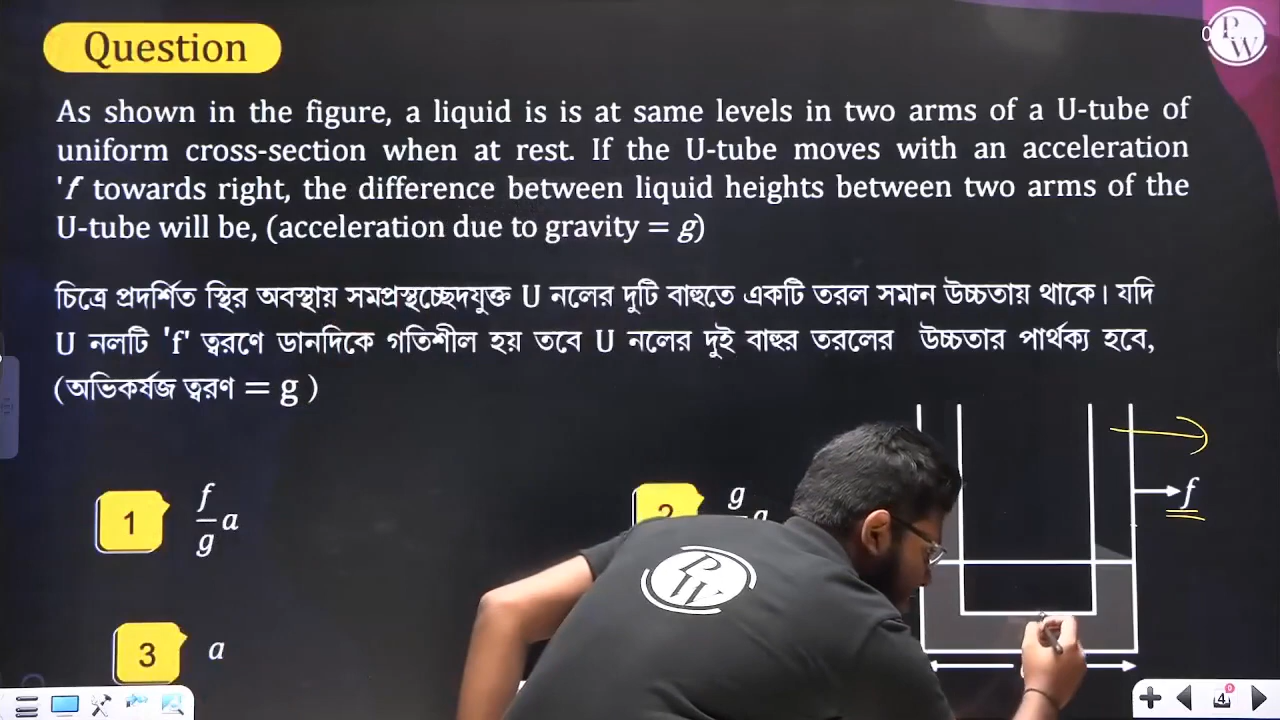 Question
As shown in the figure, a liquid is is at same levels in two arms of a U-tube of
uniform cross-section when at rest. If the U-tube moves with an acceleration
'f towards right, the difference between liquid heights between two arms of the
U-tube will be, (acceleration due to gravity = g)
চিত্রে প্রদর্শিত স্থির অবস্থায় সমপ্রস্থচ্ছেদযুক্ত U নলের দুটি বাহুতে একটি তরল সমান উচ্চতায় থাকে। যদি
U নলটি 'f' ত্বরণে ডানদিকে গতিশীল হয় তবে U নলের দুই বাহুর তরলের উচ্চতার পার্থক্য হবে,
(অভিকর্ষজ ত্বরণ = g )
1
f/g a
2
g
a
f
3
a
PW
PW
4